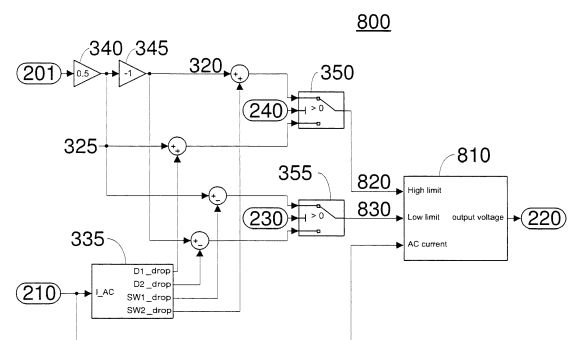 800
340 345
201 0.5 -1 320 + + 350
240 > 0
325 + + 810
355 820 High limit
+ − 230 > 0 830 Low limit output voltage 220
335 + − AC current
D1_drop
D2_drop
210 I_AC SW1_drop
SW2_drop